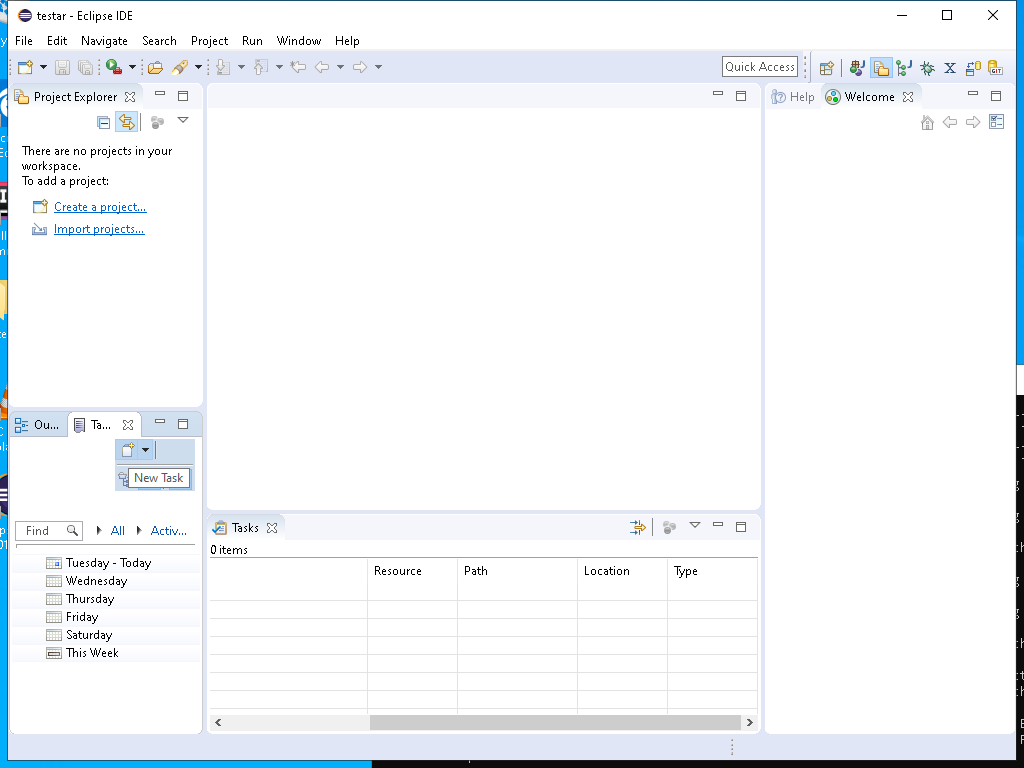 testar - Eclipse IDE
File Edit Navigate Search Project Run Window Help
Quick Access
Project Explorer
There are no projects in your
workspace.
To add a project:
Create a project...
Import projects...
Help Welcome
Ou... Ta...
New Task
Find All Activ...
Tuesday - Today
Wednesday
Thursday
Friday
Saturday
This Week
Tasks
0 items
Resource Path Location Type